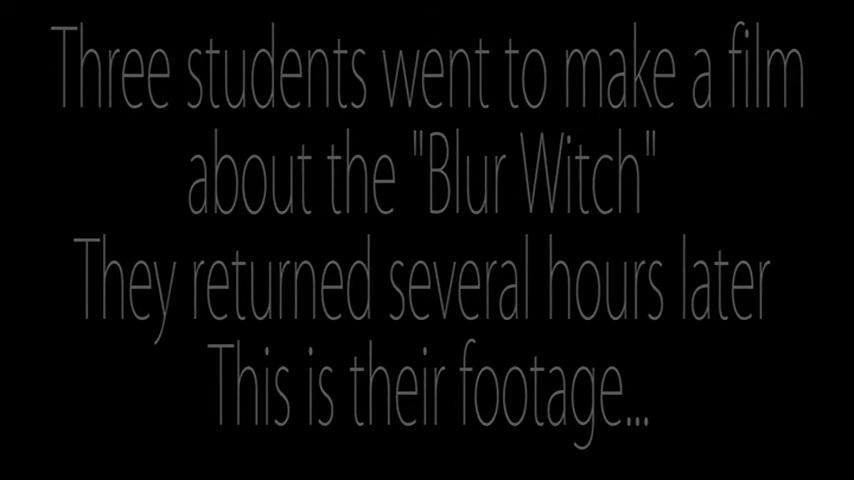 Three students went to make a film
about the "Blur Witch"
They returned several hours later
This is their footage...